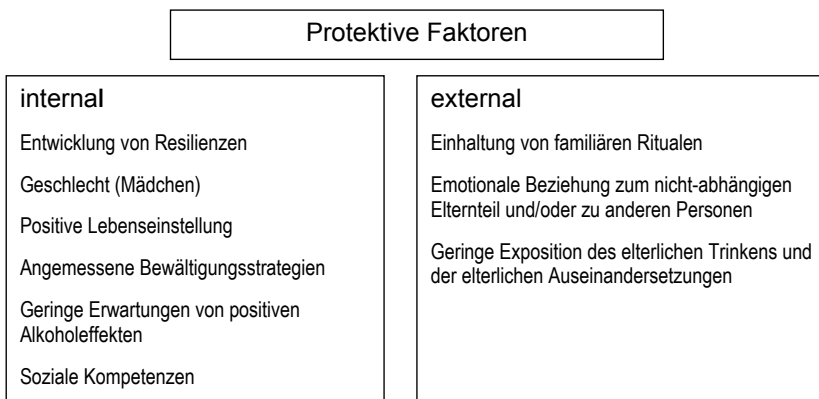 Protektive Faktoren
internal
Entwicklung von Resilienzen
Geschlecht (Mädchen)
Positive Lebenseinstellung
Angemessene Bewältigungsstrategien
Geringe Erwartungen von positiven
Alkoholeffekten
Soziale Kompetenzen
external
Einhaltung von familiären Ritualen
Emotionale Beziehung zum nicht-abhängigen
Elternteil und/oder zu anderen Personen
Geringe Exposition des elterlichen Trinkens und
der elterlichen Auseinandersetzungen